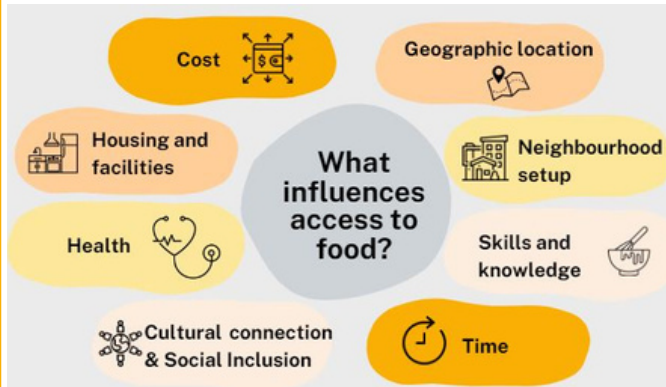 What
influences
access to
food?
Cost
Geographic location
Housing and
facilities
Neighbourhood
setup
Health
Skills and
knowledge
Cultural connection
& Social Inclusion
Time